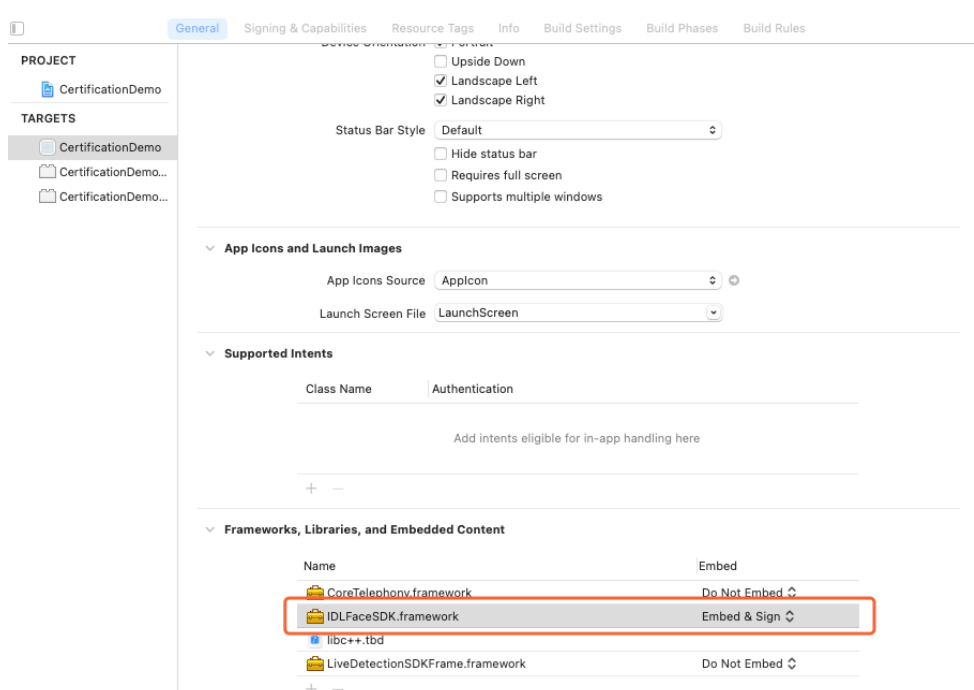 General Signing & Capabilities Resource Tags Info Build Settings Build Phases Build Rules
PROJECT
CertificationDemo
TARGETS
CertificationDemo
CertificationDemo...
CertificationDemo...
Device Orientation Portrait
Upside Down
Landscape Left
Landscape Right
Status Bar Style Default
Hide status bar
Requires full screen
Supports multiple windows
App Icons and Launch Images
App Icons Source AppIcon
Launch Screen File LaunchScreen
Supported Intents
Class Name Authentication
Add intents eligible for in-app handling here
Frameworks, Libraries, and Embedded Content
Name Embed
CoreTelephony.framework Do Not Embed
IDLFaceSDK.framework Embed & Sign
libc++.tbd
LiveDetectionSDKFrame.framework Do Not Embed